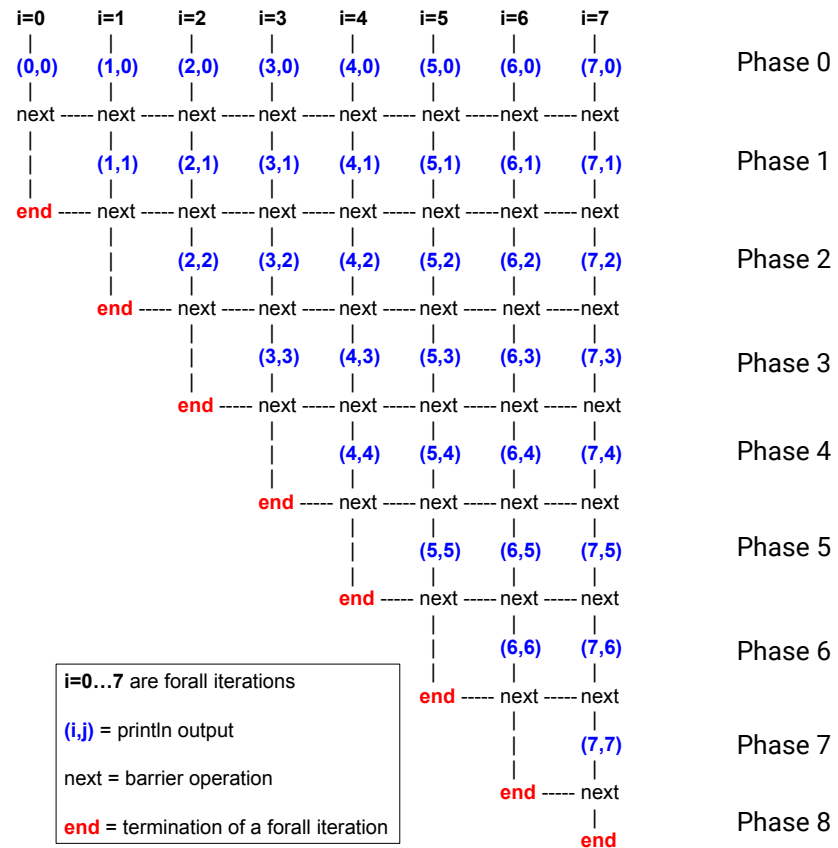 i=0 i=1 i=2 i=3 i=4 i=5 i=6 i=7
(0,0) (1,0) (2,0) (3,0) (4,0) (5,0) (6,0) (7,0) Phase 0
next ----- next ----- next ----- next ----- next ----- next ----- next ----- next
(1,1) (2,1) (3,1) (4,1) (5,1) (6,1) (7,1) Phase 1
end ----- next ----- next ----- next ----- next ----- next ----- next ----- next
(2,2) (3,2) (4,2) (5,2) (6,2) (7,2) Phase 2
end ----- next ----- next ----- next ----- next ----- next ----- next
(3,3) (4,3) (5,3) (6,3) (7,3) Phase 3
end ----- next ----- next ----- next ----- next ----- next
(4,4) (5,4) (6,4) (7,4) Phase 4
end ----- next ----- next ----- next ----- next
(5,5) (6,5) (7,5) Phase 5
end ----- next ----- next ----- next
(6,6) (7,6) Phase 6
end ----- next ----- next
(7,7) Phase 7
end ----- next
end Phase 8
i=0…7 are forall iterations
(i,j) = println output
next = barrier operation
end = termination of a forall iteration